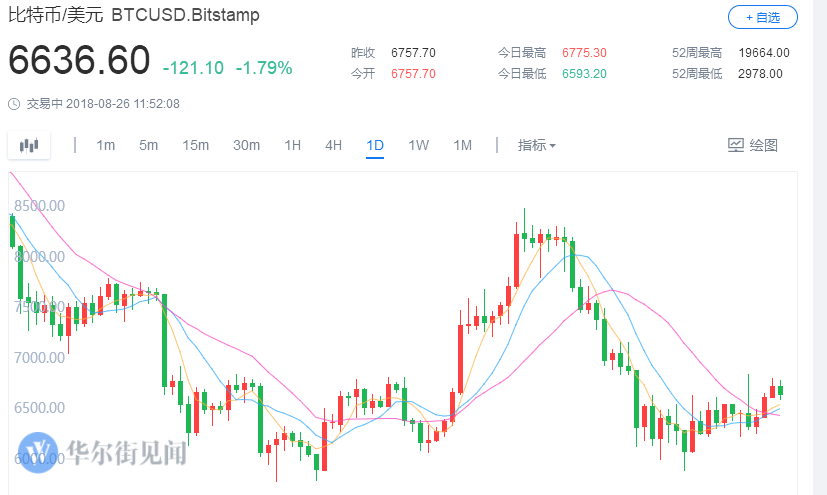 比特币/美元 BTCUSD.Bitstamp
+ 自选
6636.60 -121.10 -1.79%
昨收 6757.70 今日最高 6775.30 52周最高 19664.00
今开 6757.70 今日最低 6593.20 52周最低 2978.00
交易中 2018-08-26 11:52:08
1m 5m 15m 30m 1H 4H 1D 1W 1M 指标 绘图
8500.00
8000.00
7500.00
7000.00
6500.00
6000.00
华尔街见闻